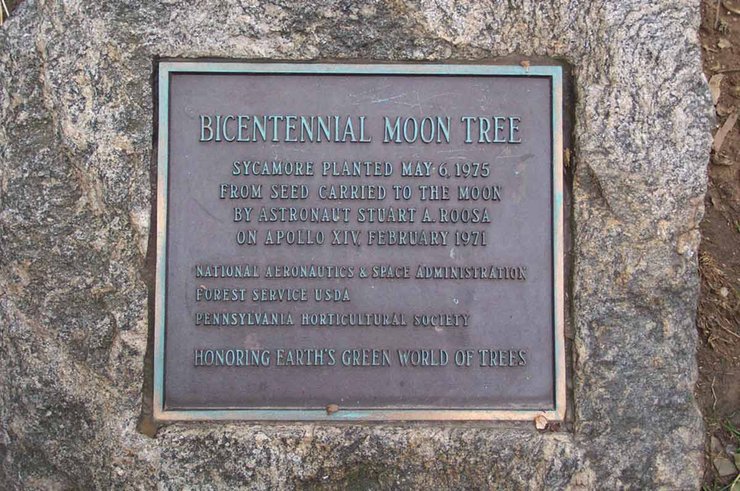 BICENTENNIAL MOON TREE
SYCAMORE PLANTED MAY 6, 1975
FROM SEED CARRIED TO THE MOON
BY ASTRONAUT STUART A. ROOSA
ON APOLLO XIV, FEBRUARY 1971
NATIONAL AERONAUTICS & SPACE ADMINISTRATION
FOREST SERVICE USDA
PENNSYLVANIA HORTICULTURAL SOCIETY
HONORING EARTH'S GREEN WORLD OF TREES